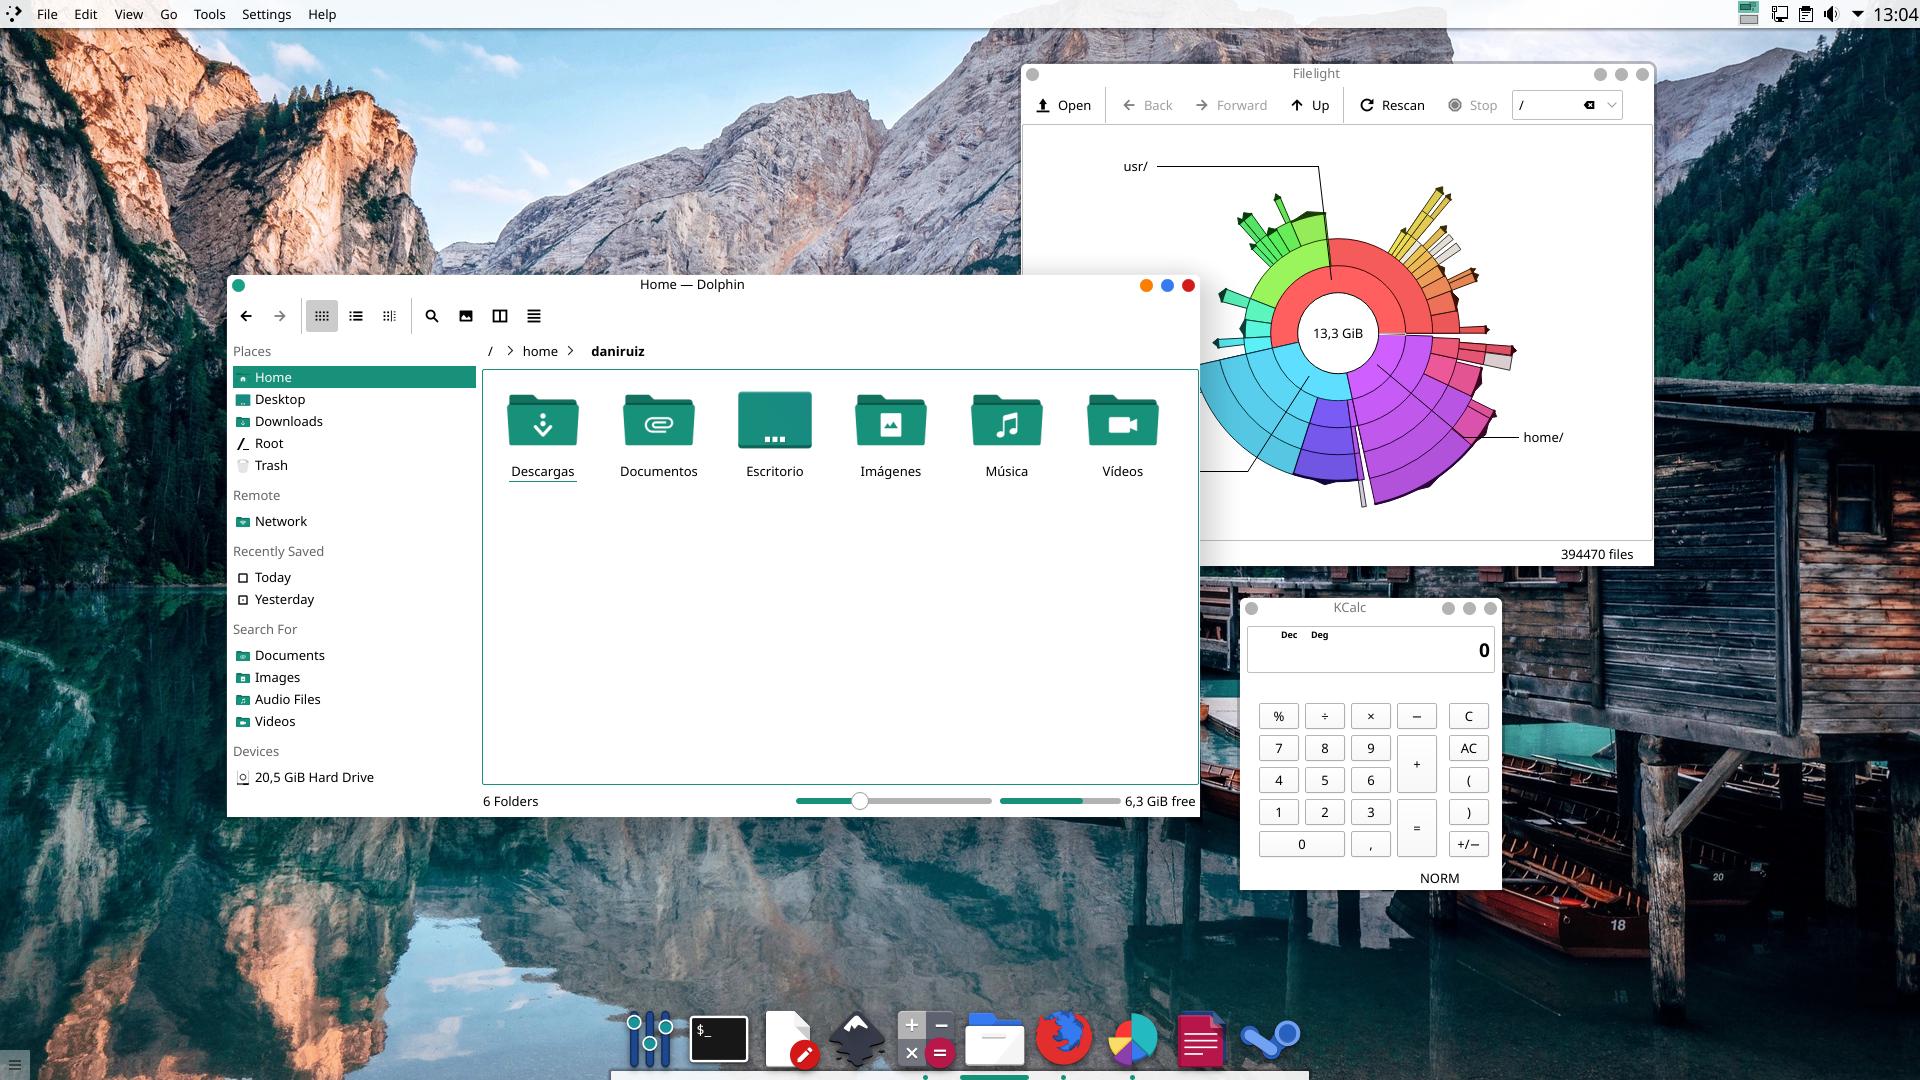 File Edit View Go Tools Settings Help
13:04
Filelight
Open Back Forward Up Rescan Stop /
usr/
13,3 GiB
home/
394470 files
Home — Dolphin
/ > home > daniruiz
Places
Home
Desktop
Downloads
Root
Trash
Remote
Network
Recently Saved
Today
Yesterday
Search For
Documents
Images
Audio Files
Videos
Devices
20,5 GiB Hard Drive
Descargas Documentos Escritorio Imágenes Música Vídeos
6 Folders
6,3 GiB free
KCalc
Dec Deg
0
% ÷ × − C
7 8 9 + AC
4 5 6 (
1 2 3 = )
0 , +/−
NORM
20
18
$_
+ −
× =